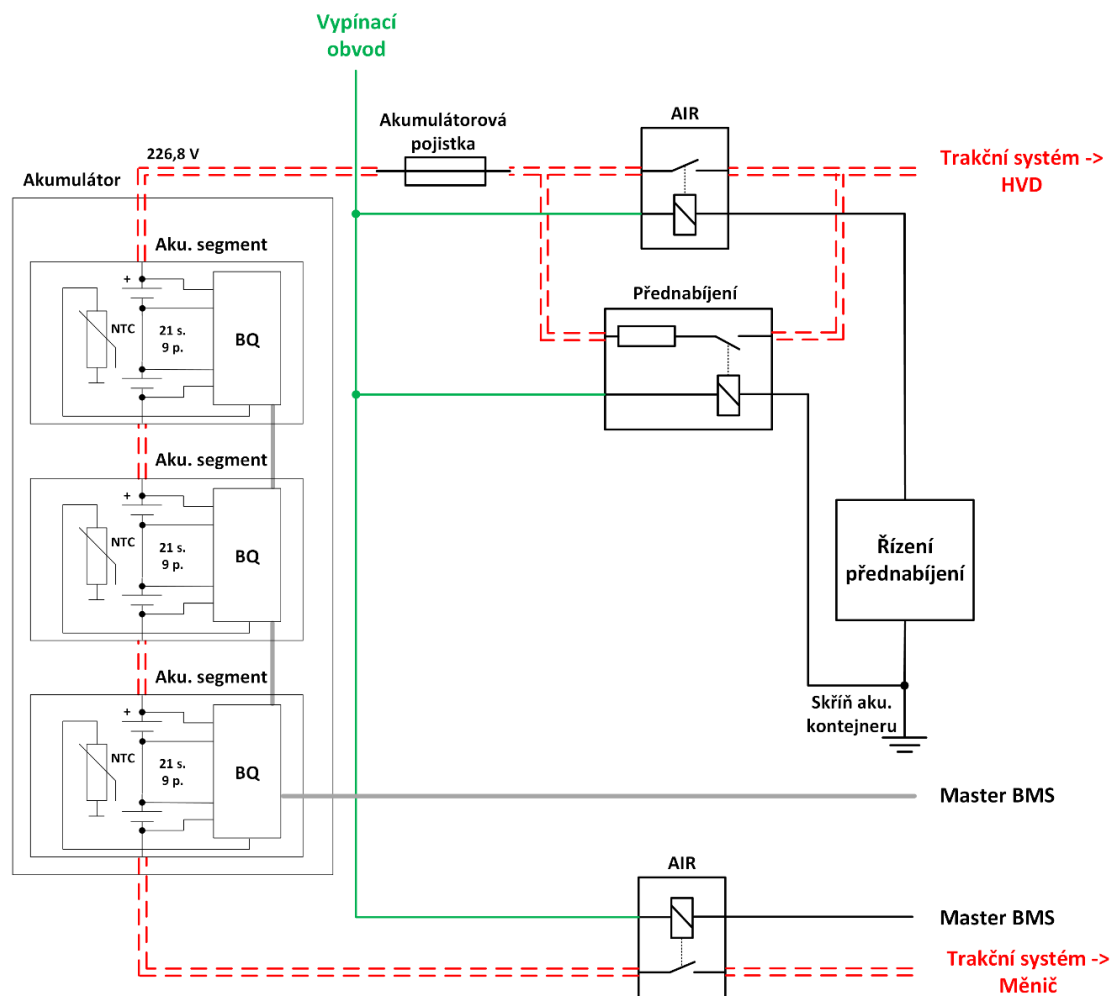 Vypínací
obvod
Akumulátorová
pojistka
AIR
226,8 V
Trakční systém ->
HVD
Akumulátor
Aku. segment
+
NTC
21 s.
9 p.
BQ
Přednabíjení
Aku. segment
+
NTC
21 s.
9 p.
BQ
Řízení
přednabíjení
Aku. segment
+
NTC
21 s.
9 p.
BQ
Skříň aku.
kontejneru
Master BMS
AIR
Master BMS
Trakční systém ->
Měnič